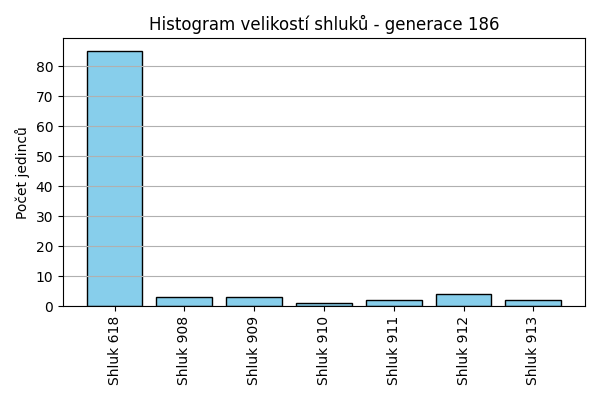 Histogram velikostí shluků - generace 186
Počet jedinců
80
70
60
50
40
30
20
10
0
Shluk 618
Shluk 908
Shluk 909
Shluk 910
Shluk 911
Shluk 912
Shluk 913